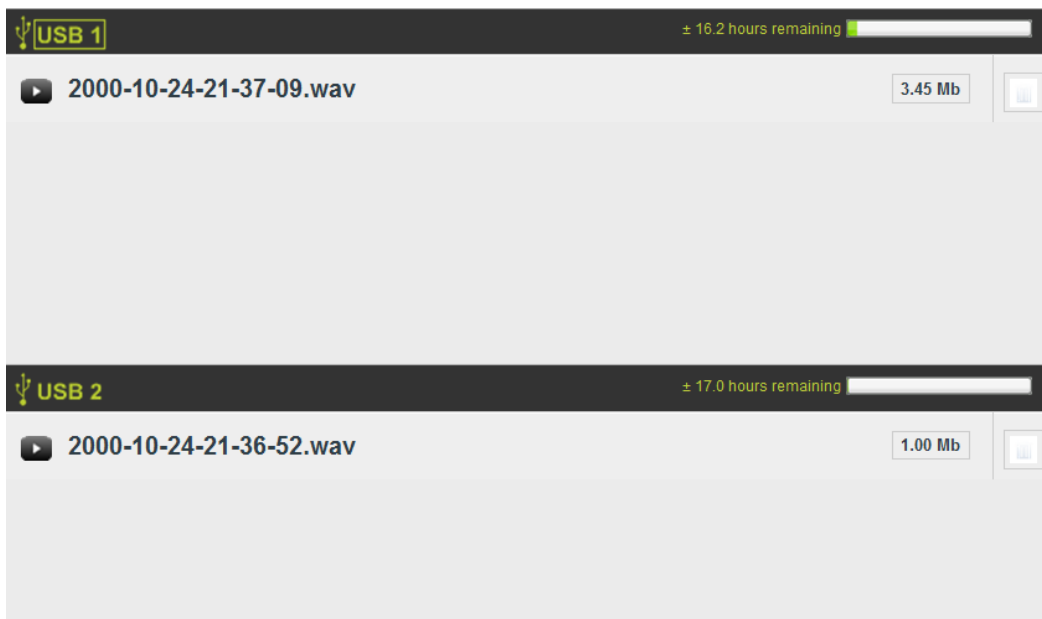 USB 1
± 16.2 hours remaining
2000-10-24-21-37-09.wav
3.45 Mb
USB 2
± 17.0 hours remaining
2000-10-24-21-36-52.wav
1.00 Mb